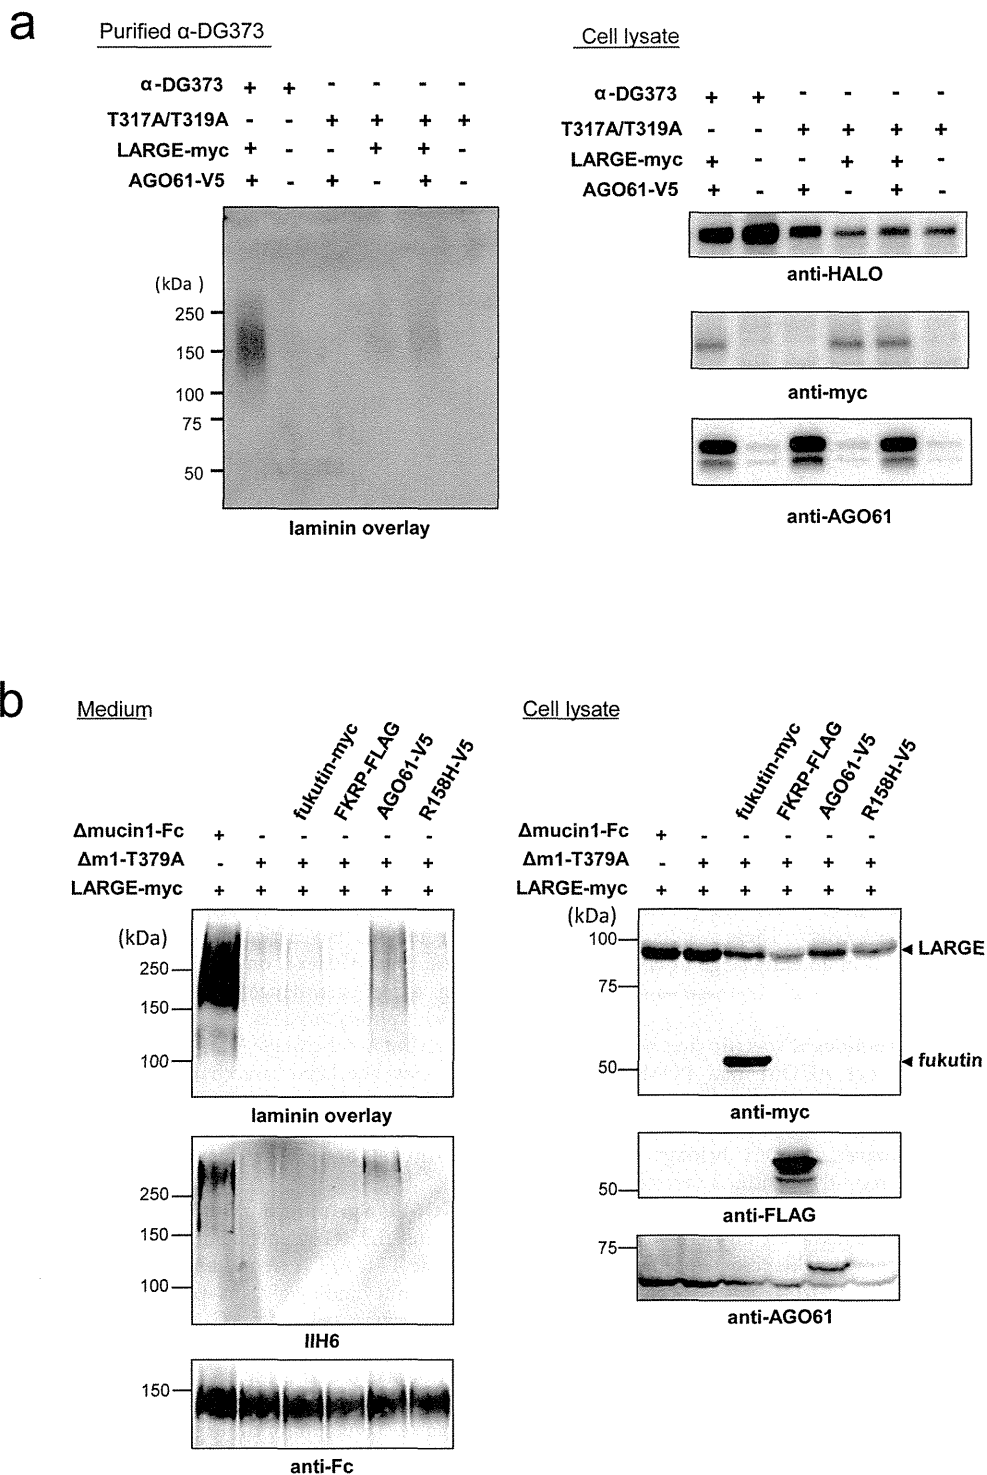 a
Purified α-DG373
Cell lysate
α-DG373 + + - - - -
T317A/T319A - - + + + +
LARGE-myc + - - + + -
AGO61-V5 + - + - + -
α-DG373 + + - - - -
T317A/T319A - - + + + +
LARGE-myc + - - + + -
AGO61-V5 + - + - + -
(kDa )
250
150
100
75
50
laminin overlay
anti-HALO
anti-myc
anti-AGO61
b
Medium
Cell lysate
fukutin-myc
FKRP-FLAG
AGO61-V5
R158H-V5
Δmucin1-Fc + - - - - -
Δm1-T379A - + + + + +
LARGE-myc + + + + + +
(kDa)
250
150
100
laminin overlay
250
150
100
IIH6
150
anti-Fc
fukutin-myc
FKRP-FLAG
AGO61-V5
R158H-V5
Δmucin1-Fc + - - - - -
Δm1-T379A - + + + + +
LARGE-myc + + + + + +
(kDa)
100
75
50
LARGE
fukutin
anti-myc
50
anti-FLAG
75
anti-AGO61